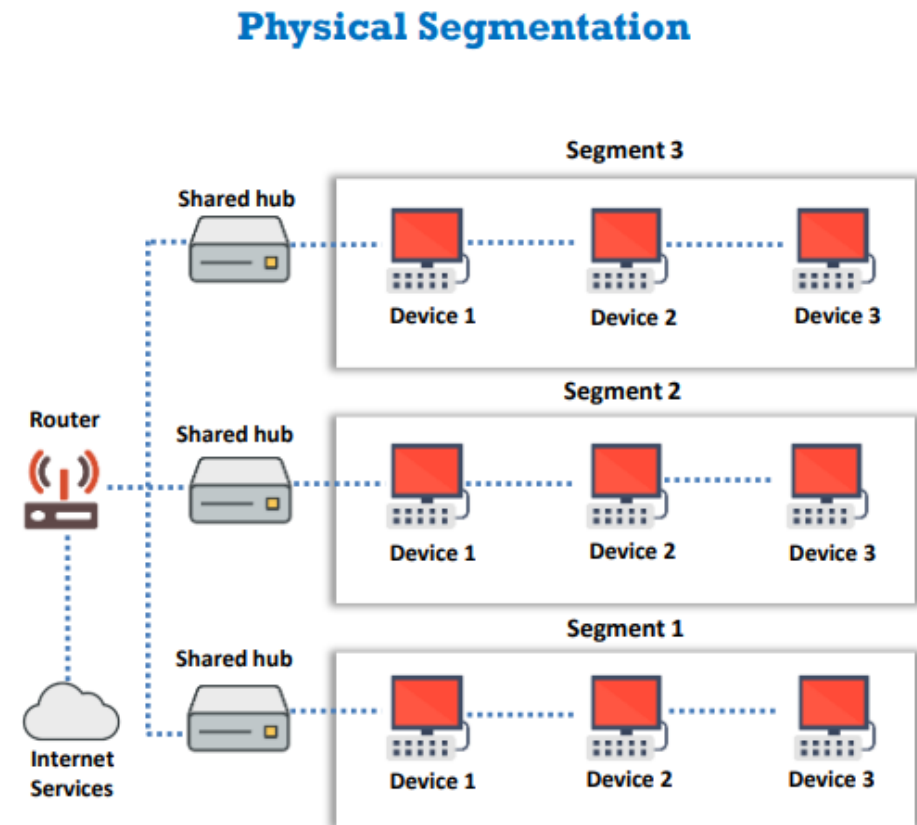 Physical Segmentation
Segment 3
Shared hub
Device 1
Device 2
Device 3
Segment 2
Router
Shared hub
Device 1
Device 2
Device 3
Segment 1
Shared hub
Internet
Services
Device 1
Device 2
Device 3